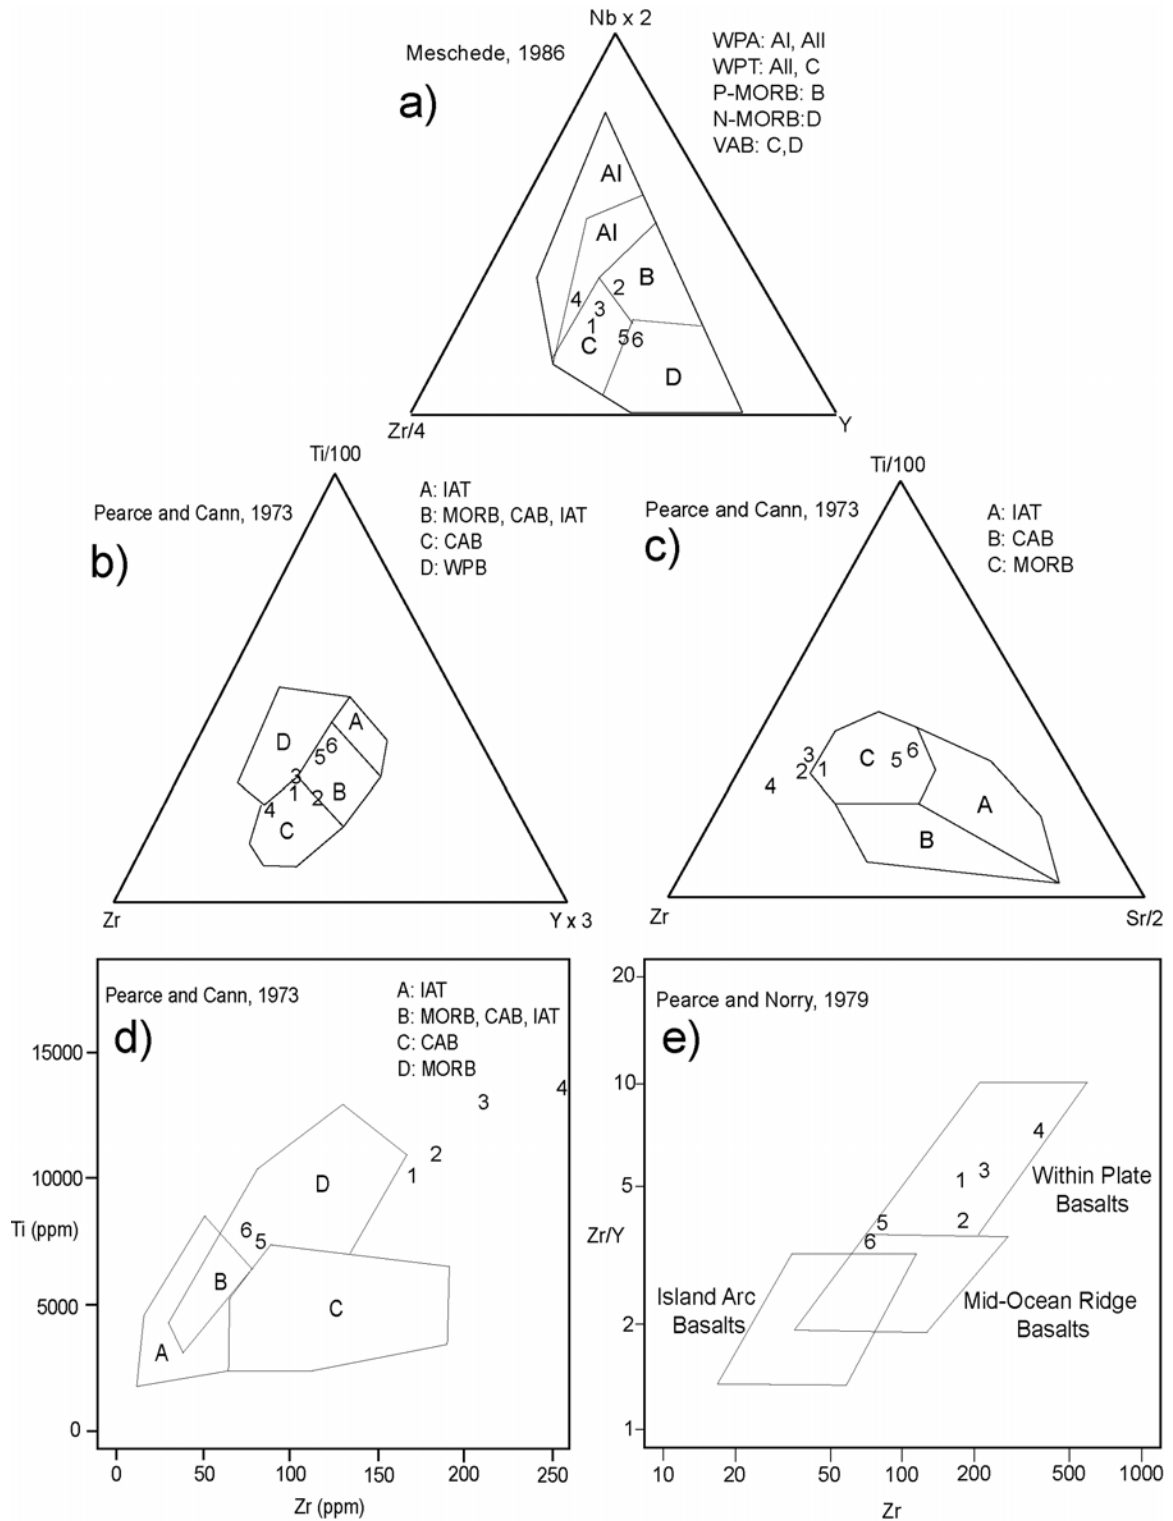 Nb x 2
Meschede, 1986
a)
WPA: AI, AII
WPT: AII, C
P-MORB: B
N-MORB:D
VAB: C,D
AI
AI
B
2
4
3
1
C
5
6
D
Zr/4
Y
Ti/100
Pearce and Cann, 1973
b)
A: IAT
B: MORB, CAB, IAT
C: CAB
D: WPB
A
D
6
5
3
1
2
B
4
C
Zr
Y x 3
Ti/100
Pearce and Cann, 1973
c)
A: IAT
B: CAB
C: MORB
3
2
1
4
C
5
6
A
B
Zr
Sr/2
Pearce and Cann, 1973
d)
A: IAT
B: MORB, CAB, IAT
C: CAB
D: MORB
15000
10000
5000
0
Ti (ppm)
4
3
2
1
D
6
5
B
C
A
0 50 100 150 200 250
Zr (ppm)
Pearce and Norry, 1979
e)
20
10
5
2
1
Zr/Y
4
3
1
2
5
6
Within Plate
Basalts
Island Arc
Basalts
Mid-Ocean Ridge
Basalts
10 20 50 100 200 500 1000
Zr